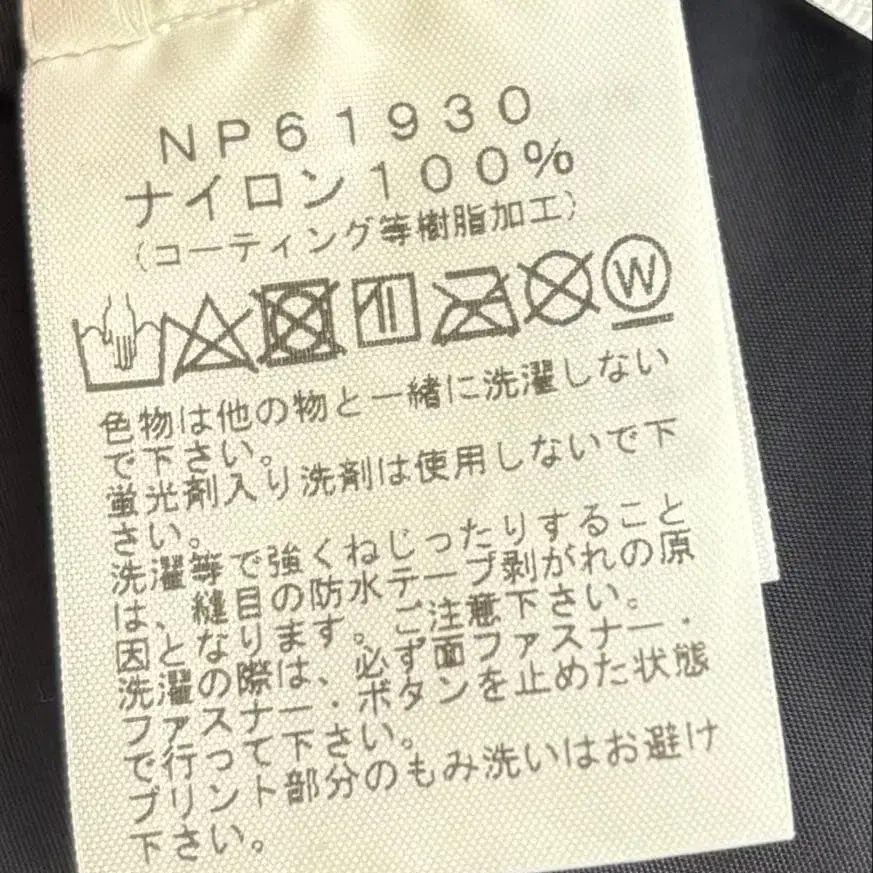 NP61930
ナイロン100%
(コーティング等樹脂加工)
W
色物は他の物と一緒に洗濯しない
で下さい。
蛍光剤入り洗剤は使用しないで下
さい。
洗濯等で強くねじったりすること
は、縫目の防水テープ剥がれの原
因となります。ご注意下さい。
洗濯の際は、必ず面ファスナー・
ファスナー・ボタンを止めた状態
で行って下さい。
プリント部分のもみ洗いはお避け
下さい。